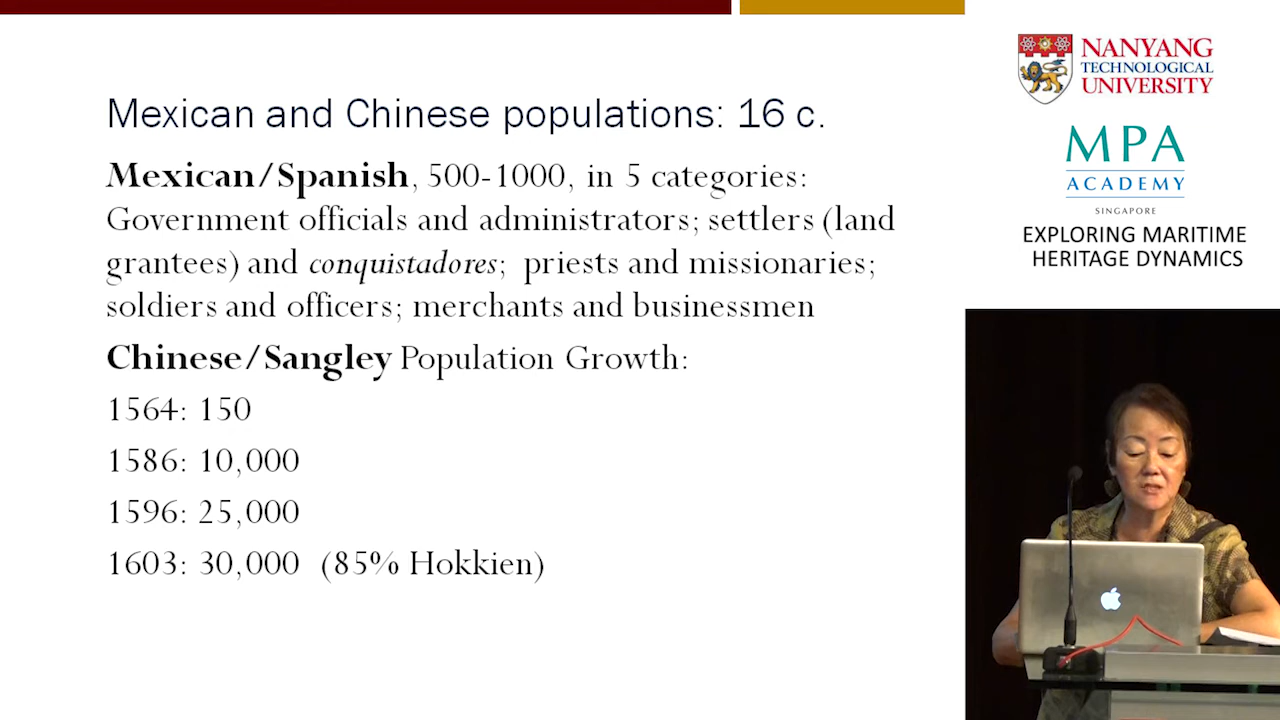 Mexican and Chinese populations: 16 c.
Mexican/Spanish, 500-1000, in 5 categories:
Government officials and administrators; settlers (land
grantees) and conquistadores; priests and missionaries;
soldiers and officers; merchants and businessmen
Chinese/Sangley Population Growth:
1564: 150
1586: 10,000
1596: 25,000
1603: 30,000 (85% Hokkien)
NANYANG
TECHNOLOGICAL
UNIVERSITY
MPA
ACADEMY
SINGAPORE
EXPLORING MARITIME
HERITAGE DYNAMICS